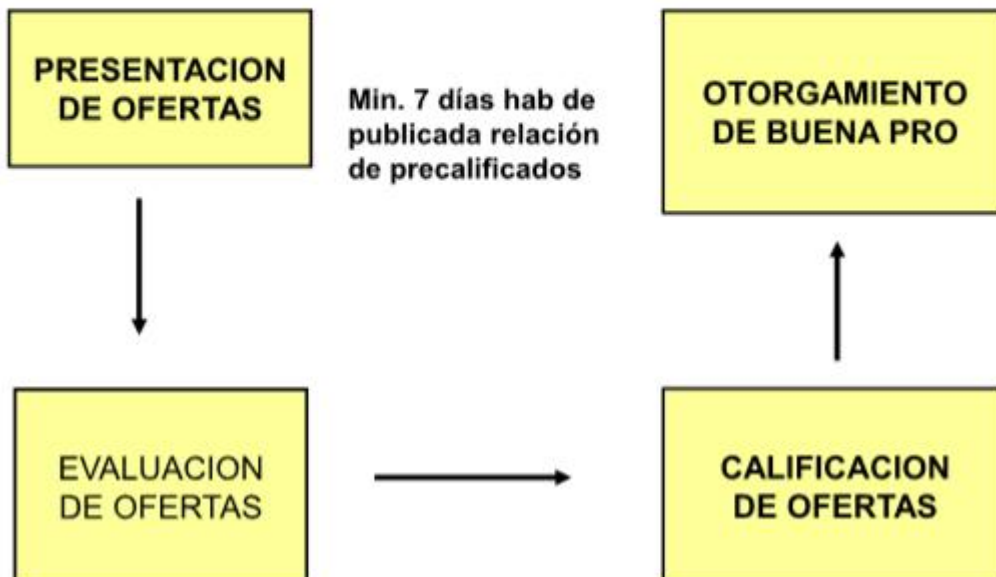 PRESENTACION
DE OFERTAS
Min. 7 días hab de
publicada relación
de precalificados
OTORGAMIENTO
DE BUENA PRO
EVALUACION
DE OFERTAS
CALIFICACION
DE OFERTAS